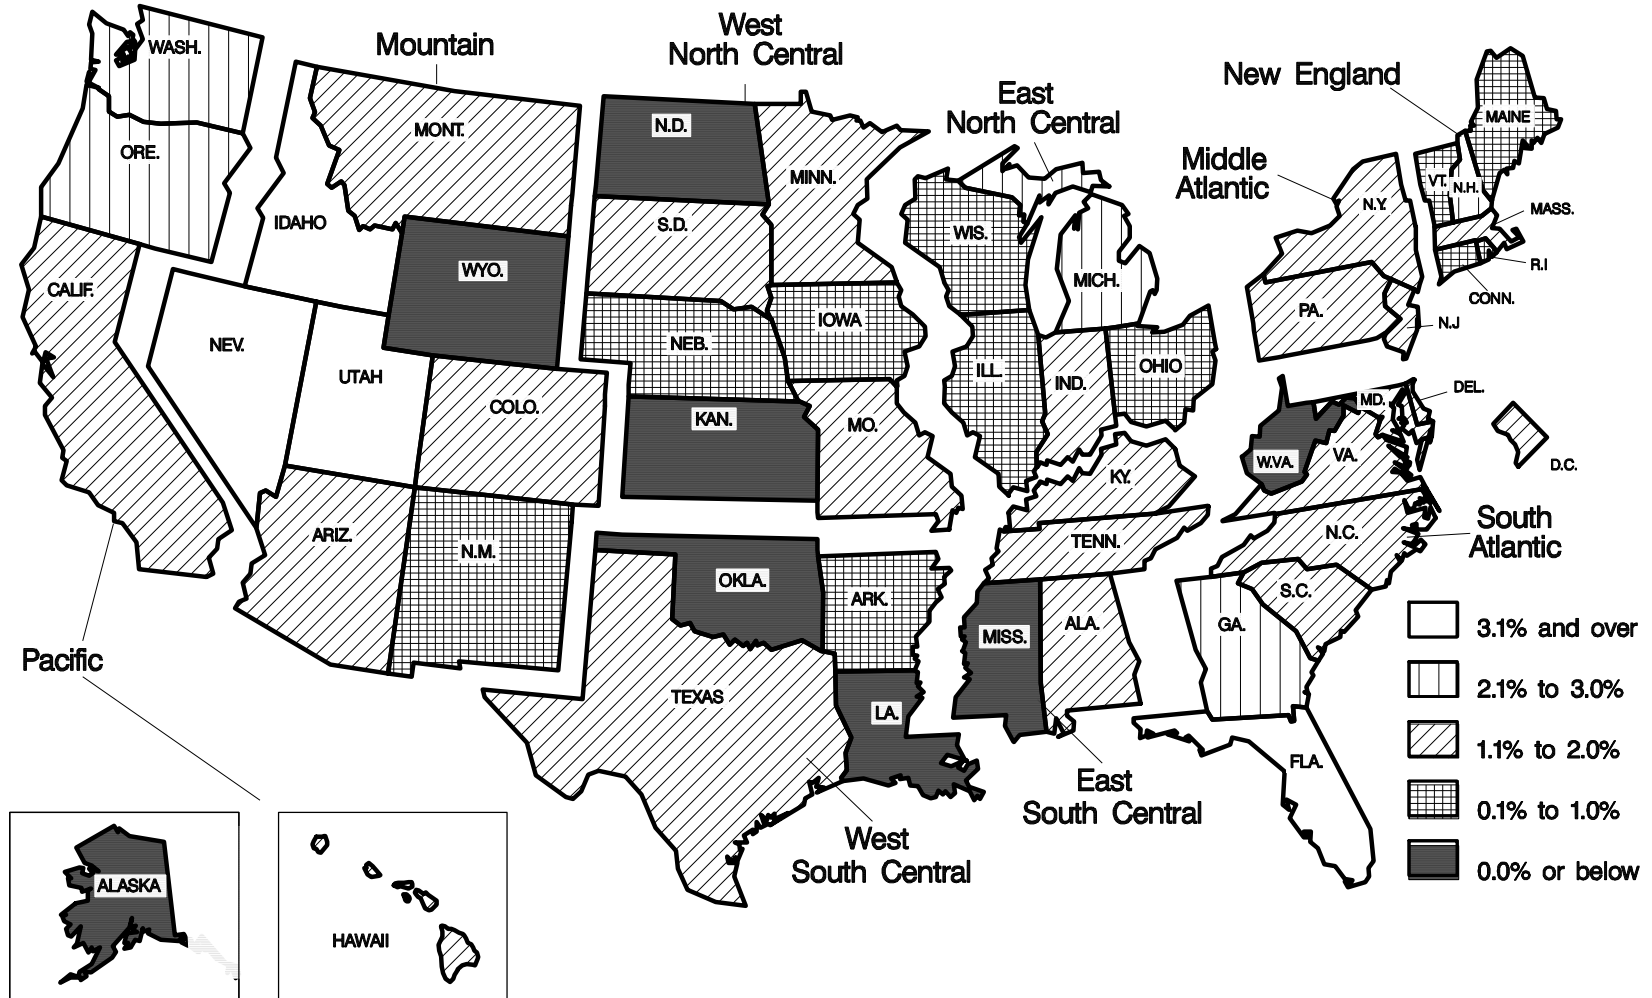 West
North Central
Mountain
WASH.
New England
East
North Central
MAINE
N.D.
MONT.
ORE.
Middle
Atlantic
MINN.
VT.
N.H.
N.Y.
MASS.
IDAHO
S.D.
WIS.
R.I
WYO.
MICH.
CALIF.
CONN.
PA.
IOWA
N.J
NEV.
NEB.
OHIO
UTAH
ILL.
IND.
DEL.
MD.
COLO.
KAN.
MO.
VA.
W.VA.
D.C.
KY.
South
Atlantic
ARIZ.
N.C.
TENN.
N.M.
OKLA.
S.C.
ARK.
GA.
ALA.
MISS.
3.1% and over
Pacific
2.1% to 3.0%
TEXAS
LA.
1.1% to 2.0%
FLA.
East
South Central
0.1% to 1.0%
West
South Central
0.0% or below
ALASKA
HAWAII